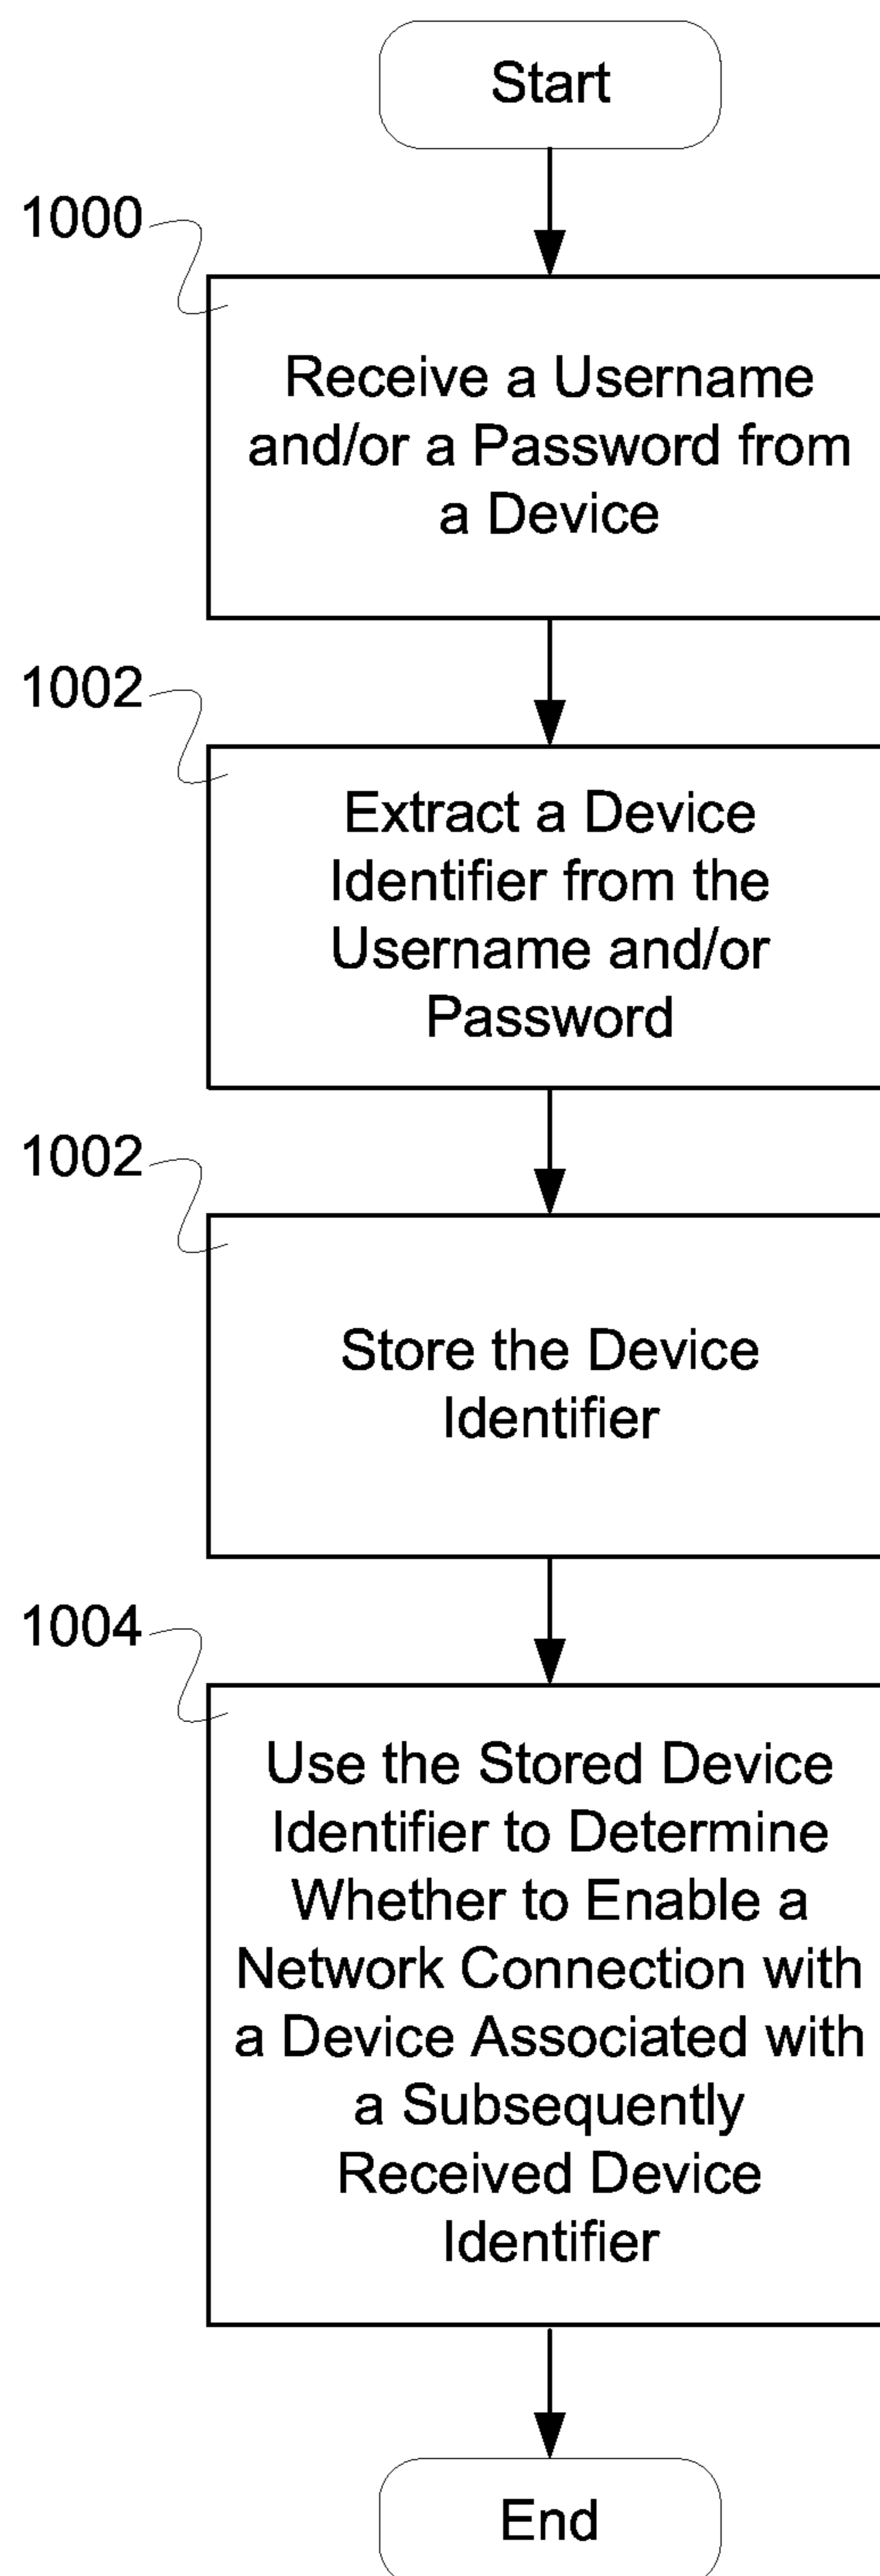 Start
1000
Receive a Username
and/or a Password from
a Device
1002
Extract a Device
Identifier from the
Username and/or
Password
1002
Store the Device
Identifier
1004
Use the Stored Device
Identifier to Determine
Whether to Enable a
Network Connection with
a Device Associated with
a Subsequently
Received Device
Identifier
End